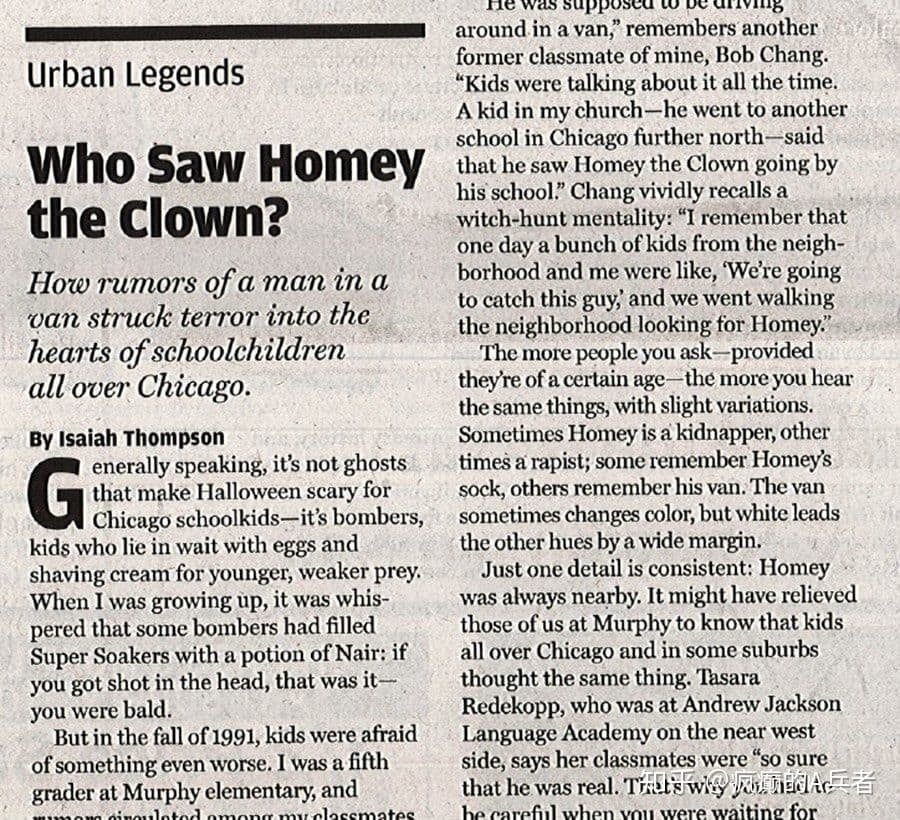 Urban Legends
Who Saw Homey
the Clown?
How rumors of a man in a
van struck terror into the
hearts of schoolchildren
all over Chicago.
By Isaiah Thompson
Generally speaking, it’s not ghosts
that make Halloween scary for
Chicago schoolkids—it’s bombers,
kids who lie in wait with eggs and
shaving cream for younger, weaker prey.
When I was growing up, it was whis-
pered that some bombers had filled
Super Soakers with a potion of Nair: if
you got shot in the head, that was it—
you were bald.
But in the fall of 1991, kids were afraid
of something even worse. I was a fifth
grader at Murphy elementary, and
rumors circulated among my classmates
He was supposed to be driving
around in a van,” remembers another
former classmate of mine, Bob Chang.
“Kids were talking about it all the time.
A kid in my church—he went to another
school in Chicago further north—said
that he saw Homey the Clown going by
his school.” Chang vividly recalls a
witch-hunt mentality: “I remember that
one day a bunch of kids from the neigh-
borhood and me were like, ‘We’re going
to catch this guy,’ and we went walking
the neighborhood looking for Homey.”
The more people you ask—provided
they’re of a certain age—the more you hear
the same things, with slight variations.
Sometimes Homey is a kidnapper, other
times a rapist; some remember Homey’s
sock, others remember his van. The van
sometimes changes color, but white leads
the other hues by a wide margin.
Just one detail is consistent: Homey
was always nearby. It might have relieved
those of us at Murphy to know that kids
all over Chicago and in some suburbs
thought the same thing. Tasara
Redekopp, who was at Andrew Jackson
Language Academy on the near west
side, says her classmates were “so sure
that he was real. That’s why you had to
be careful when you were waiting for
知乎 @疯癫的A兵者